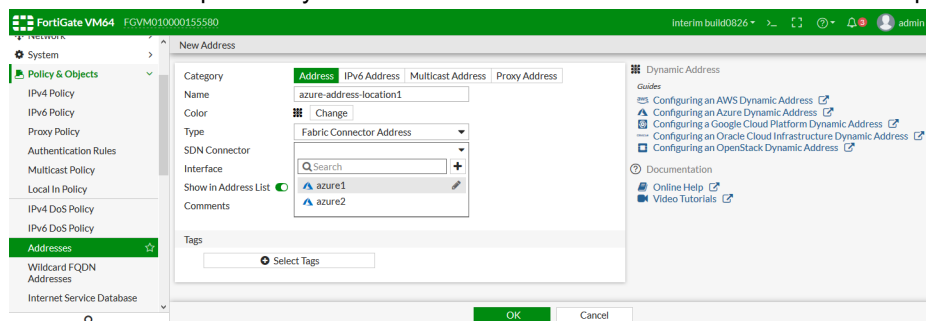 FortiGate VM64 FGVM010000155580
interim build0826 >_ 3 admin
Network
System
Policy & Objects
IPv4 Policy
IPv6 Policy
Proxy Policy
Authentication Rules
Multicast Policy
Local In Policy
IPv4 DoS Policy
IPv6 DoS Policy
Addresses
Wildcard FQDN
Addresses
Internet Service Database
New Address
Category Address IPv6 Address Multicast Address Proxy Address
Name azure-address-location1
Color Change
Type Fabric Connector Address
SDN Connector
Interface Search +
Show in Address List azure1
Comments azure2
Tags
Select Tags
OK Cancel
Dynamic Address
Guides
Configuring an AWS Dynamic Address
Configuring an Azure Dynamic Address
Configuring a Google Cloud Platform Dynamic Address
Configuring an Oracle Cloud Infrastructure Dynamic Address
Configuring an OpenStack Dynamic Address
Documentation
Online Help
Video Tutorials